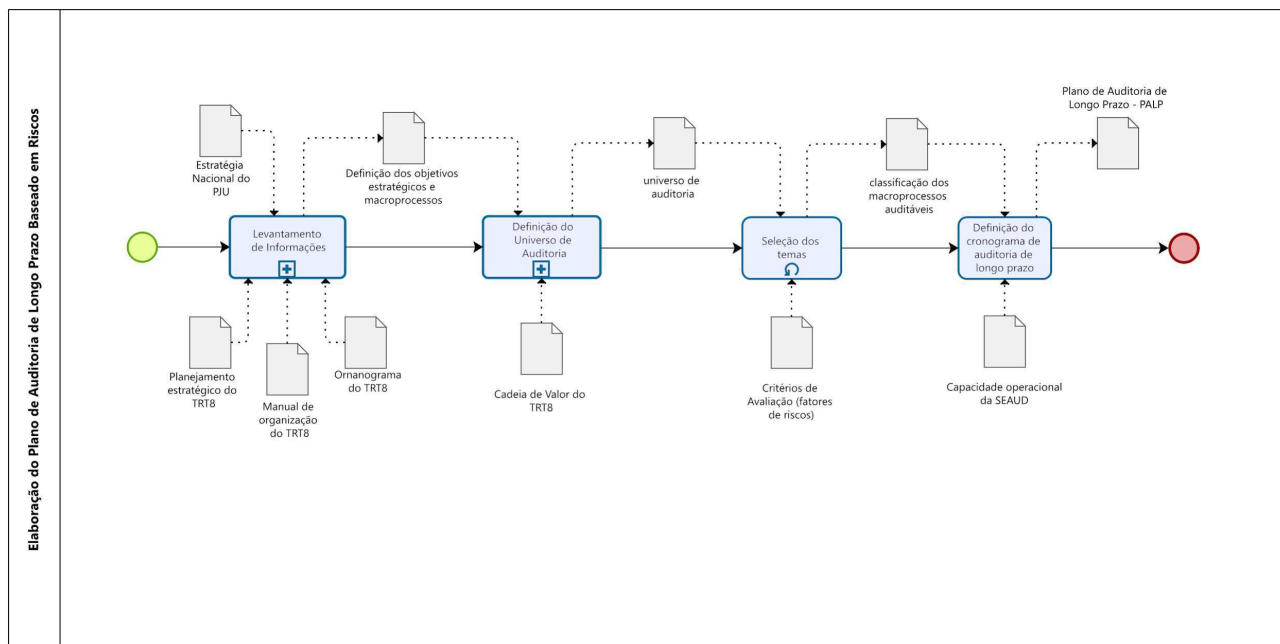 Elaboração do Plano de Auditoria de Longo Prazo Baseado em Riscos
Estratégia
Nacional do
PJU
Definição dos objetivos
estratégicos e
macroprocessos
universo de
auditoria
classificação dos
macroprocessos
auditáveis
Plano de Auditoria de
Longo Prazo - PALP
Levantamento
de Informações
Definição do
Universo de
Auditoria
Seleção dos
temas
Definição do
cronograma de
auditoria de
longo prazo
Planejamento
estratégico do
TRT8
Manual de
organização
do TRT8
Ornanograma
do TRT8
Cadeia de Valor do
TRT8
Critérios de
Avaliação (fatores
de riscos)
Capacidade operacional
da SEAUD